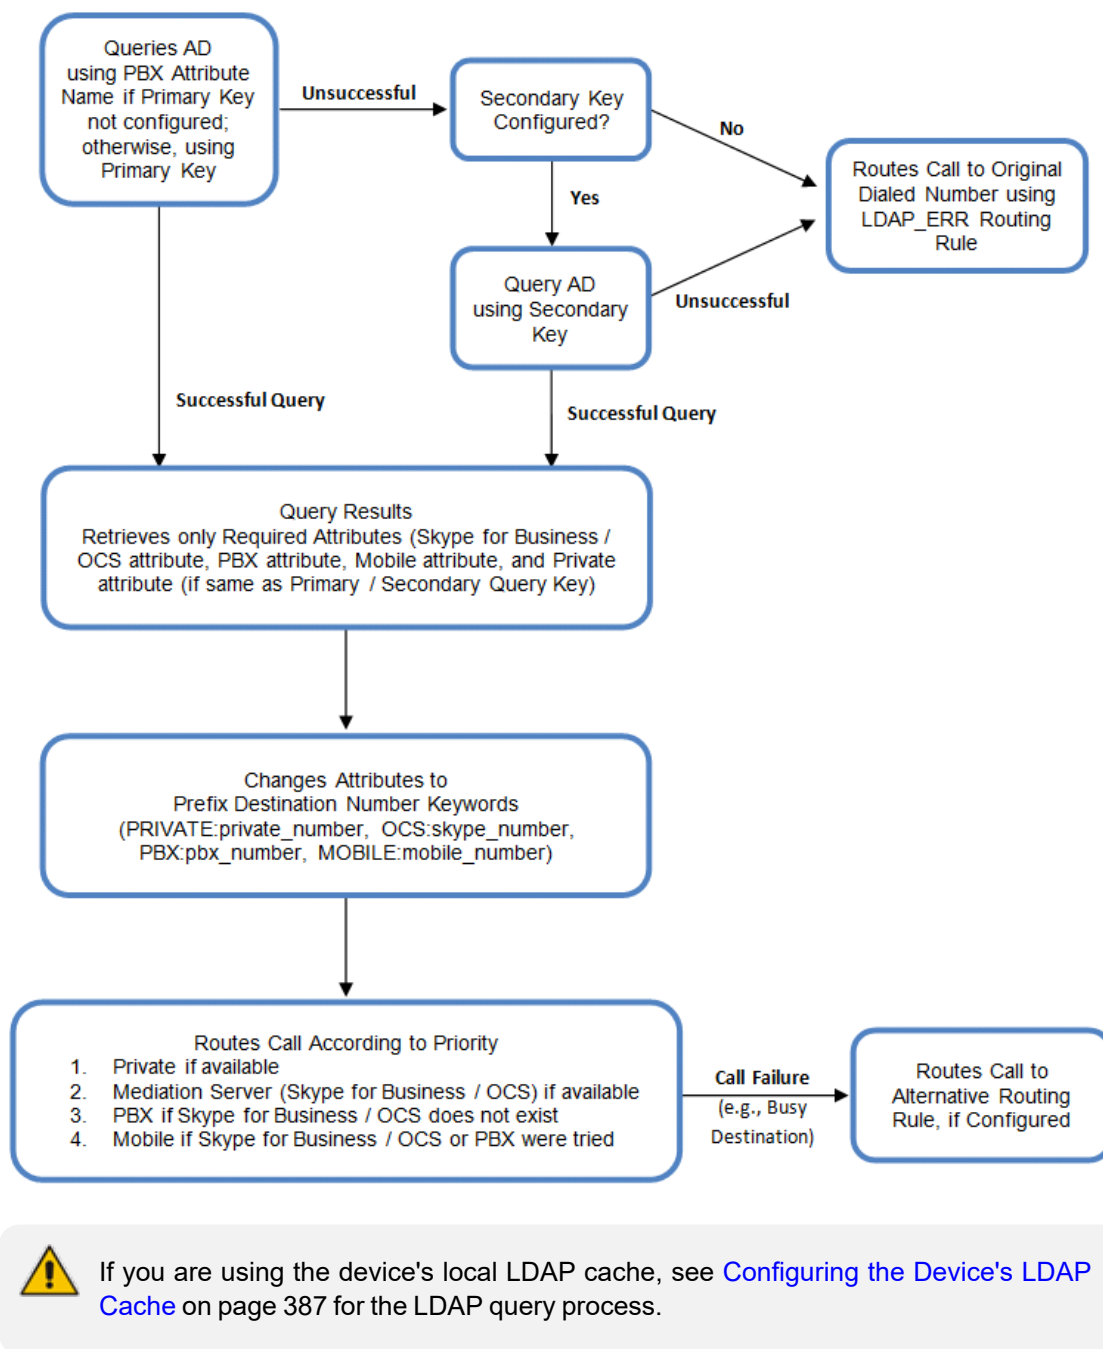 Queries AD
using PBX Attribute
Name if Primary Key
not configured;
otherwise, using
Primary Key
Unsuccessful
Secondary Key
Configured?
No
Routes Call to Original
Dialed Number using
LDAP_ERR Routing
Rule
Yes
Query AD
using Secondary
Key
Unsuccessful
Successful Query
Successful Query
Query Results
Retrieves only Required Attributes (Skype for Business /
OCS attribute, PBX attribute, Mobile attribute, and Private
attribute (if same as Primary / Secondary Query Key)
Changes Attributes to
Prefix Destination Number Keywords
(PRIVATE:private_number, OCS:skype_number,
PBX:pbx_number, MOBILE:mobile_number)
Routes Call According to Priority
1. Private if available
2. Mediation Server (Skype for Business / OCS) if available
3. PBX if Skype for Business / OCS does not exist
4. Mobile if Skype for Business / OCS or PBX were tried
Call Failure
(e.g., Busy
Destination)
Routes Call to
Alternative Routing
Rule, if Configured
If you are using the device's local LDAP cache, see Configuring the Device's LDAP
Cache on page 387 for the LDAP query process.